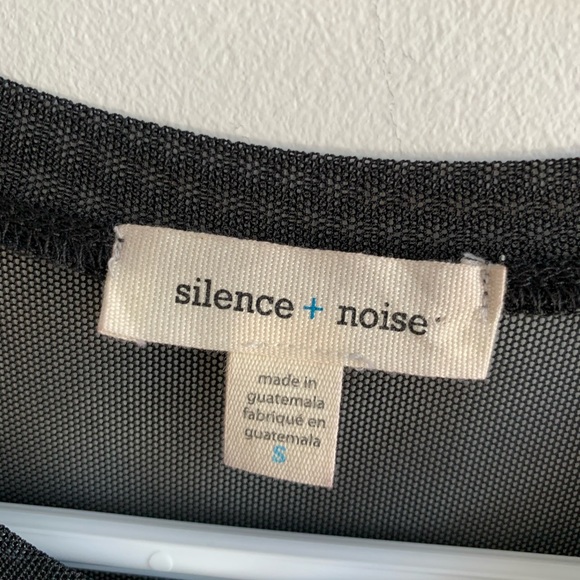 silence + noise
made in
guatemala
fabriqué en
guatemala
S